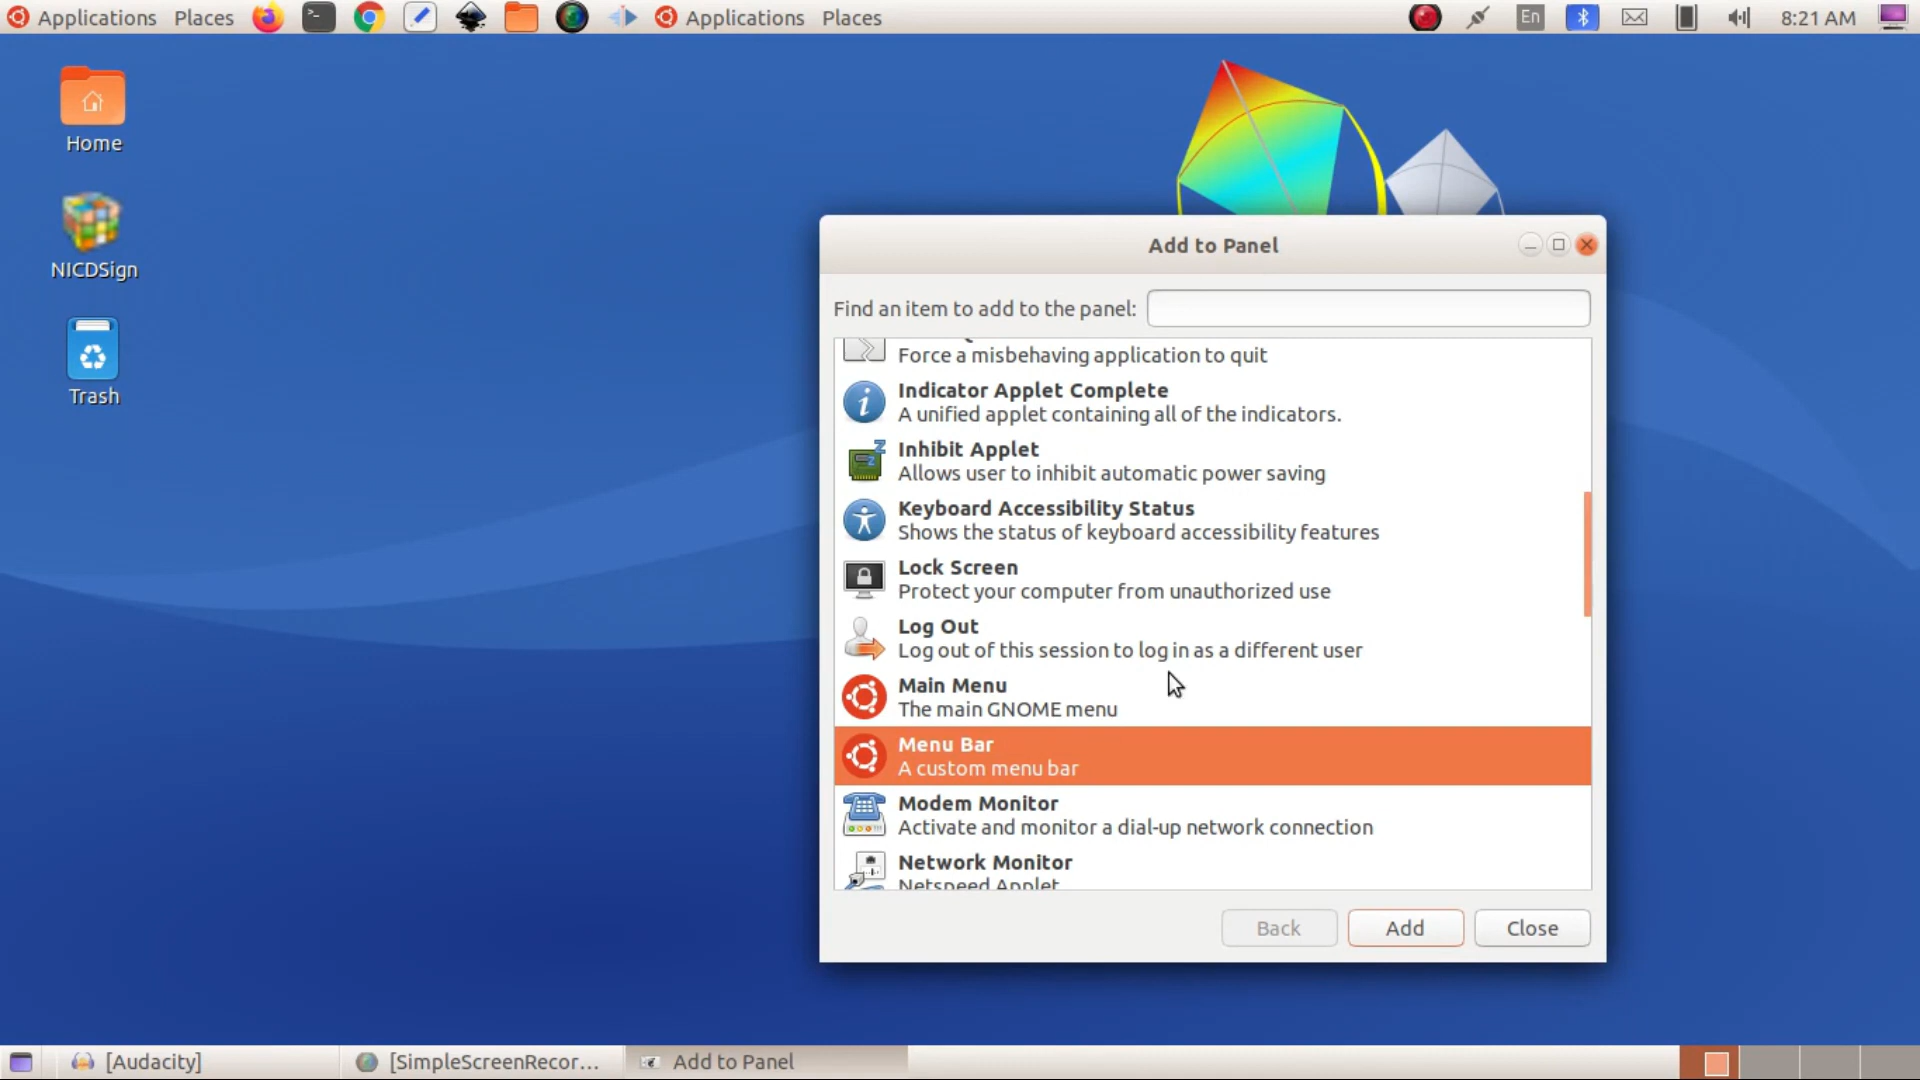 Applications Places Applications Places En 8:21 AM
Home
NICDSign
Trash
Add to Panel
Find an item to add to the panel:
Force a misbehaving application to quit
Indicator Applet Complete
A unified applet containing all of the indicators.
Inhibit Applet
Allows user to inhibit automatic power saving
Keyboard Accessibility Status
Shows the status of keyboard accessibility features
Lock Screen
Protect your computer from unauthorized use
Log Out
Log out of this session to log in as a different user
Main Menu
The main GNOME menu
Menu Bar
A custom menu bar
Modem Monitor
Activate and monitor a dial-up network connection
Network Monitor
Netspeed Applet
Back Add Close
[Audacity] [SimpleScreenRecor... Add to Panel